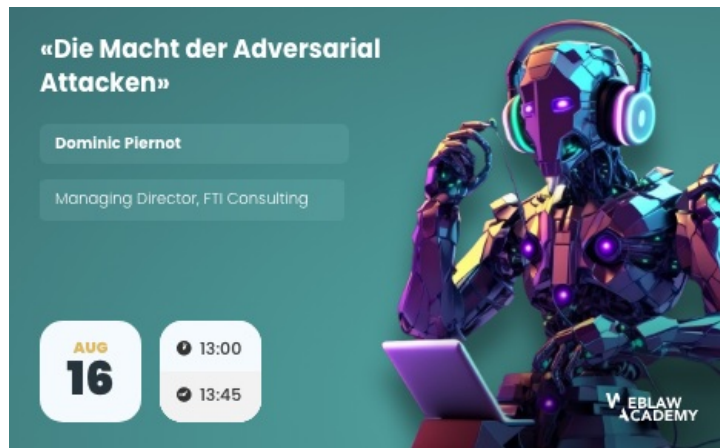 «Die Macht der Adversarial
Attacken»
Dominic Piernot
Managing Director, FTI Consulting
AUG
16
13:00
13:45
WEBLAW
ACADEMY